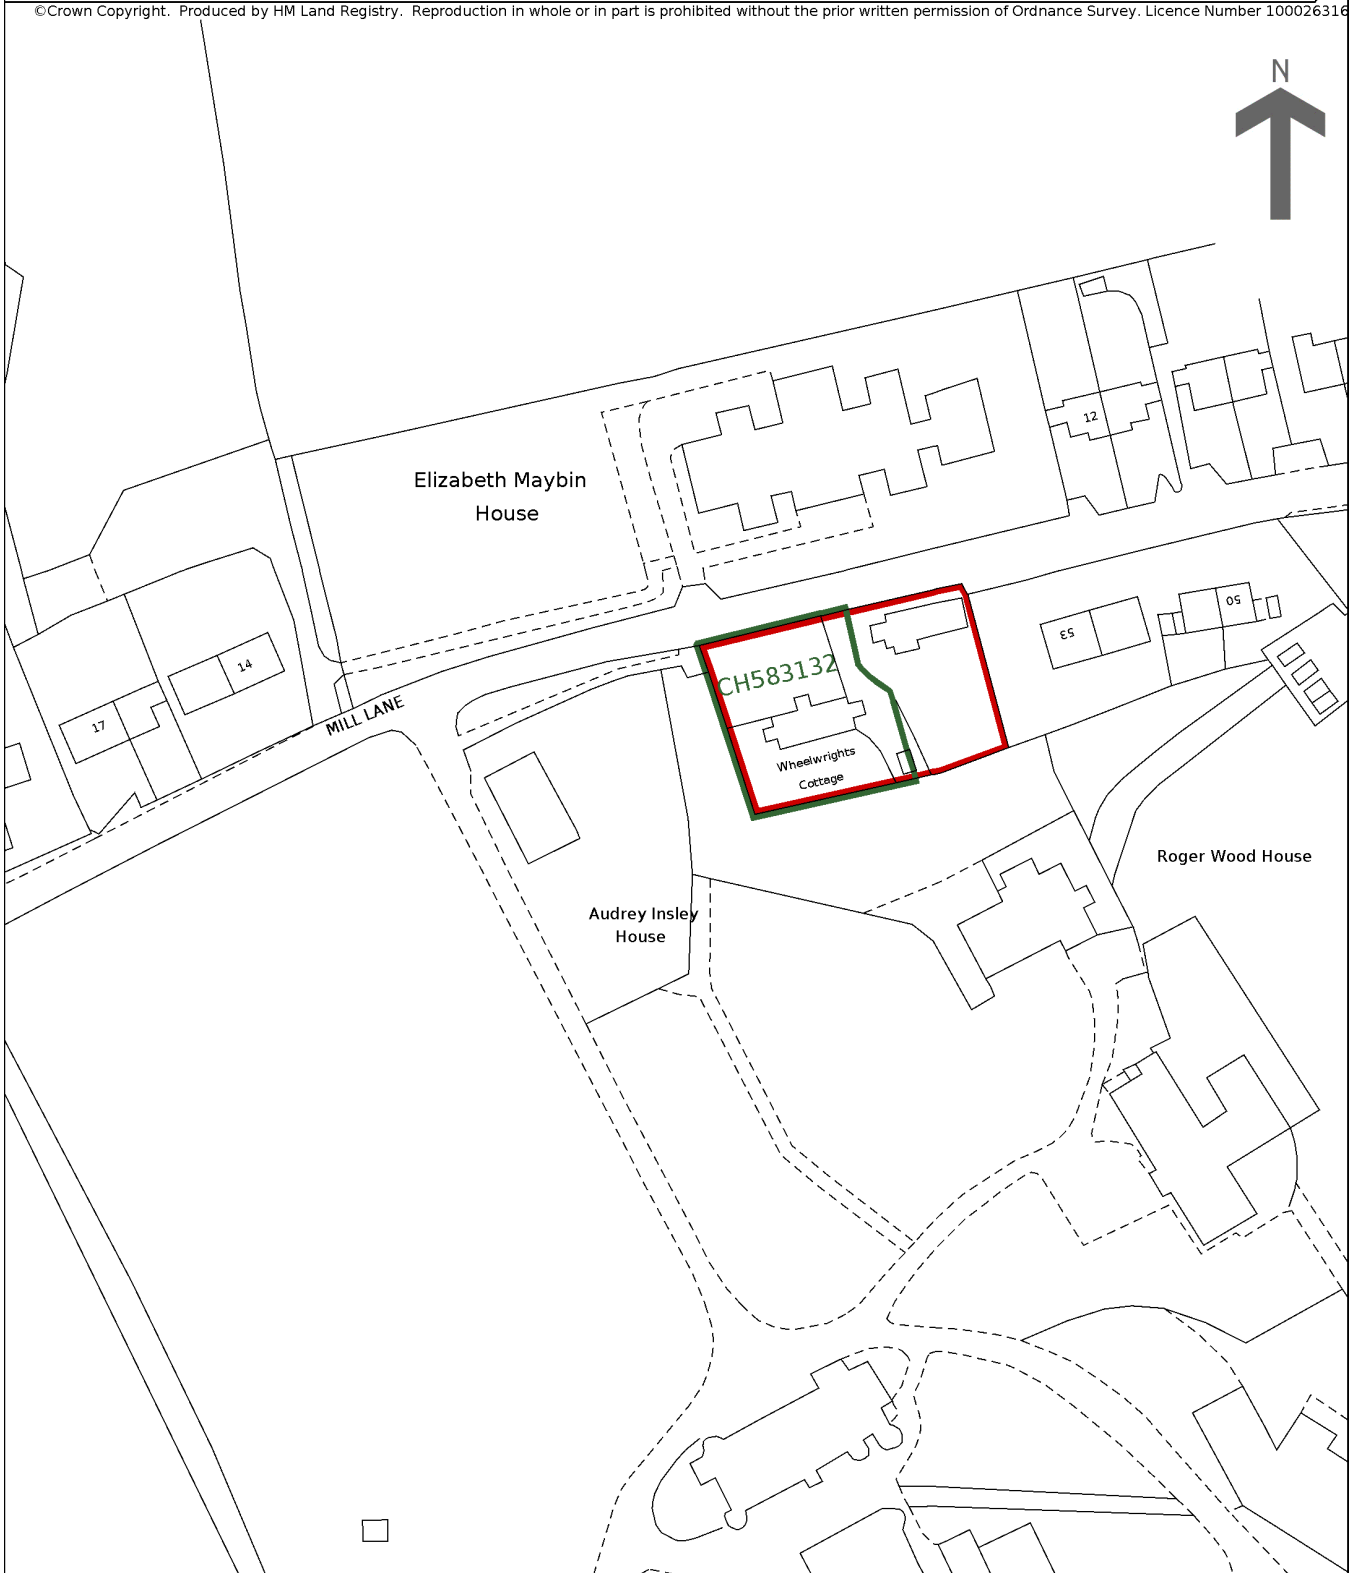 ©Crown Copyright. Produced by HM Land Registry. Reproduction in whole or in part is prohibited without the prior written permission of Ordnance Survey. Licence Number 100026316
N
12
Elizabeth Maybin
House
50
53
14
CH583132
MILL LANE
17
Wheelwrights
Cottage
Roger Wood House
Audrey Insley
House